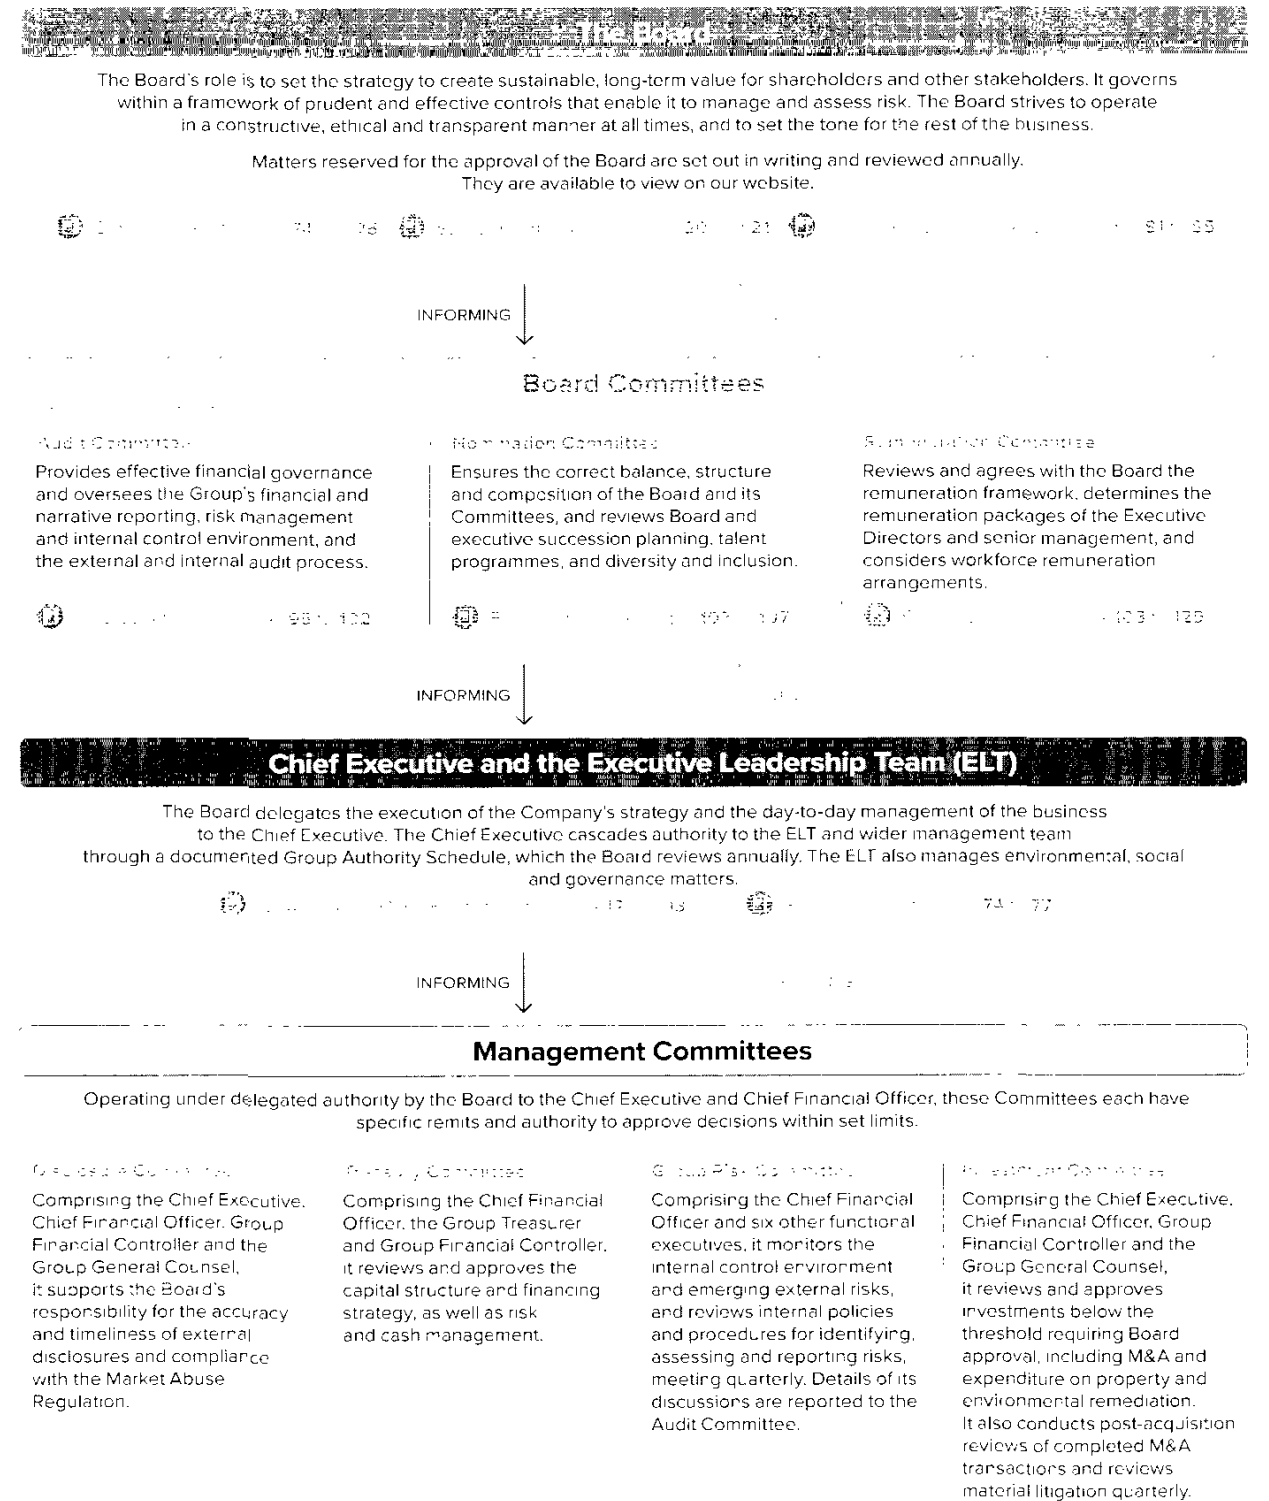 The Board
The Board's role is to set the strategy to create sustainable, long-term value for shareholders and other stakeholders. It governs
within a framework of prudent and effective controls that enable it to manage and assess risk. The Board strives to operate
in a constructive, ethical and transparent manner at all times, and to set the tone for the rest of the business.
Matters reserved for the approval of the Board are set out in writing and reviewed annually.
They are available to view on our website.
INFORMING
Board Committees
Audit Committee
Provides effective financial governance
and oversees the Group's financial and
narrative reporting, risk management
and internal control environment, and
the external and internal audit process.
Nomination Committee
Ensures the correct balance, structure
and composition of the Board and its
Committees, and reviews Board and
executive succession planning, talent
programmes, and diversity and inclusion.
Remuneration Committee
Reviews and agrees with the Board the
remuneration framework, determines the
remuneration packages of the Executive
Directors and senior management, and
considers workforce remuneration
arrangements.
INFORMING
Chief Executive and the Executive Leadership Team (ELT)
The Board delegates the execution of the Company's strategy and the day-to-day management of the business
to the Chief Executive. The Chief Executive cascades authority to the ELT and wider management team
through a documented Group Authority Schedule, which the Board reviews annually. The ELT also manages environmental, social
and governance matters.
INFORMING
Management Committees
Operating under delegated authority by the Board to the Chief Executive and Chief Financial Officer, these Committees each have
specific remits and authority to approve decisions within set limits.
Disclosure Committee
Comprising the Chief Executive,
Chief Financial Officer, Group
Financial Controller and the
Group General Counsel,
it supports the Board's
responsibility for the accuracy
and timeliness of external
disclosures and compliance
with the Market Abuse
Regulation.
Treasury Committee
Comprising the Chief Financial
Officer, the Group Treasurer
and Group Financial Controller,
it reviews and approves the
capital structure and financing
strategy, as well as risk
and cash management.
Group Risk Committee
Comprising the Chief Financial
Officer and six other functional
executives, it monitors the
internal control environment
and emerging external risks,
and reviews internal policies
and procedures for identifying,
assessing and reporting risks,
meeting quarterly. Details of its
discussions are reported to the
Audit Committee.
Investment Committee
Comprising the Chief Executive,
Chief Financial Officer, Group
Financial Controller and the
Group General Counsel,
it reviews and approves
investments below the
threshold requiring Board
approval, including M&A and
expenditure on property and
environmental remediation.
It also conducts post-acquisition
reviews of completed M&A
transactions and reviews
material litigation quarterly.